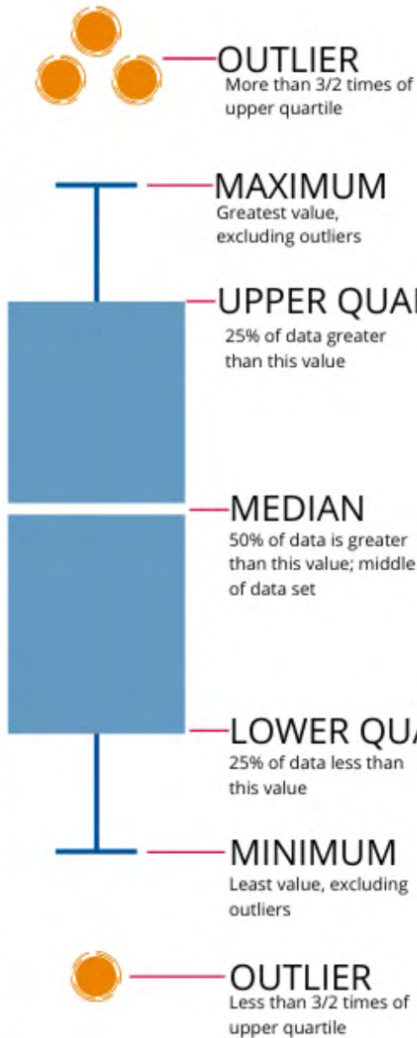 OUTLIER
More than 3/2 times of
upper quartile
MAXIMUM
Greatest value,
excluding outliers
UPPER QUA
25% of data greater
than this value
MEDIAN
50% of data is greater
than this value; middle
of data set
LOWER QU
25% of data less than
this value
MINIMUM
Least value, excluding
outliers
OUTLIER
Less than 3/2 times of
upper quartile